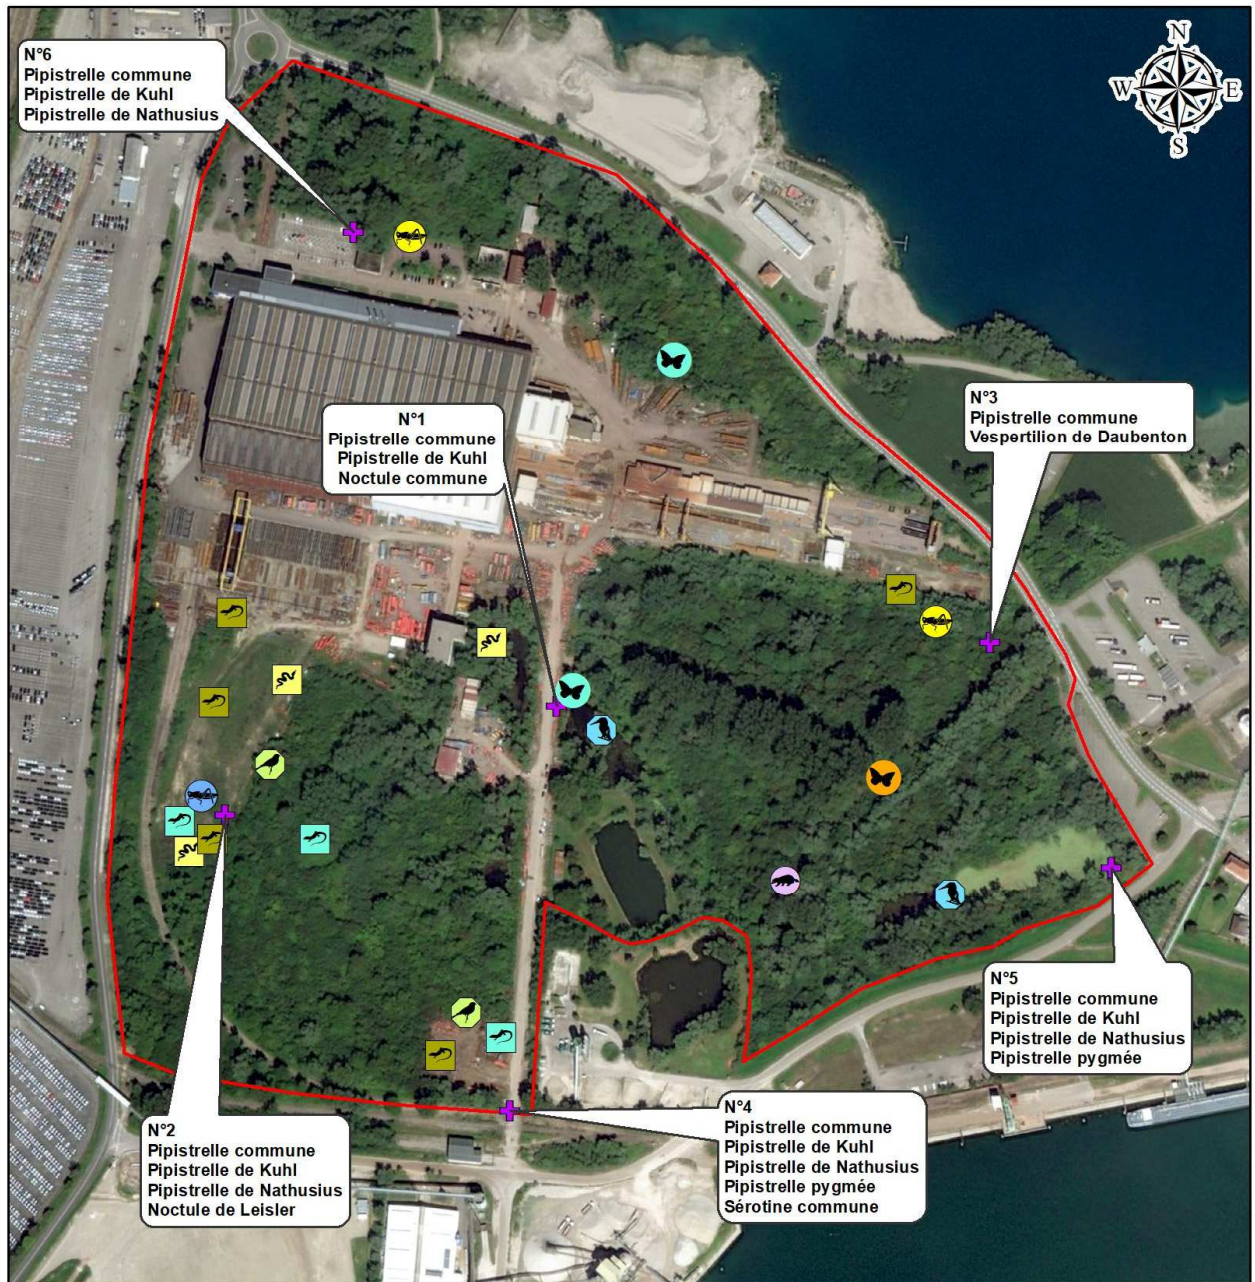 N°6
Pipistrelle commune
Pipistrelle de Kuhl
Pipistrelle de Nathusius
N
W
E
S
N°1
Pipistrelle commune
Pipistrelle de Kuhl
Noctule commune
N°3
Pipistrelle commune
Vespertilion de Daubenton
N°5
Pipistrelle commune
Pipistrelle de Kuhl
Pipistrelle de Nathusius
Pipistrelle pygmée
N°2
Pipistrelle commune
Pipistrelle de Kuhl
Pipistrelle de Nathusius
Noctule de Leisler
N°4
Pipistrelle commune
Pipistrelle de Kuhl
Pipistrelle de Nathusius
Pipistrelle pygmée
Sérotine commune